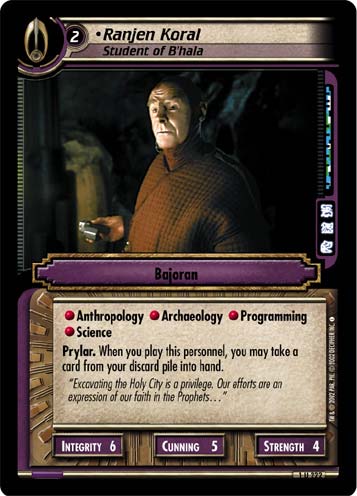 2
•Ranjen Koral
Student of B'hala
Bajoran
Anthropology Archaeology Programming
Science
Prylar. When you play this personnel, you may take a
card from your discard pile into hand.
"Excavating the Holy City is a privilege. Our efforts are an
expression of our faith in the Prophets…"
INTEGRITY 6 CUNNING 5 STRENGTH 4